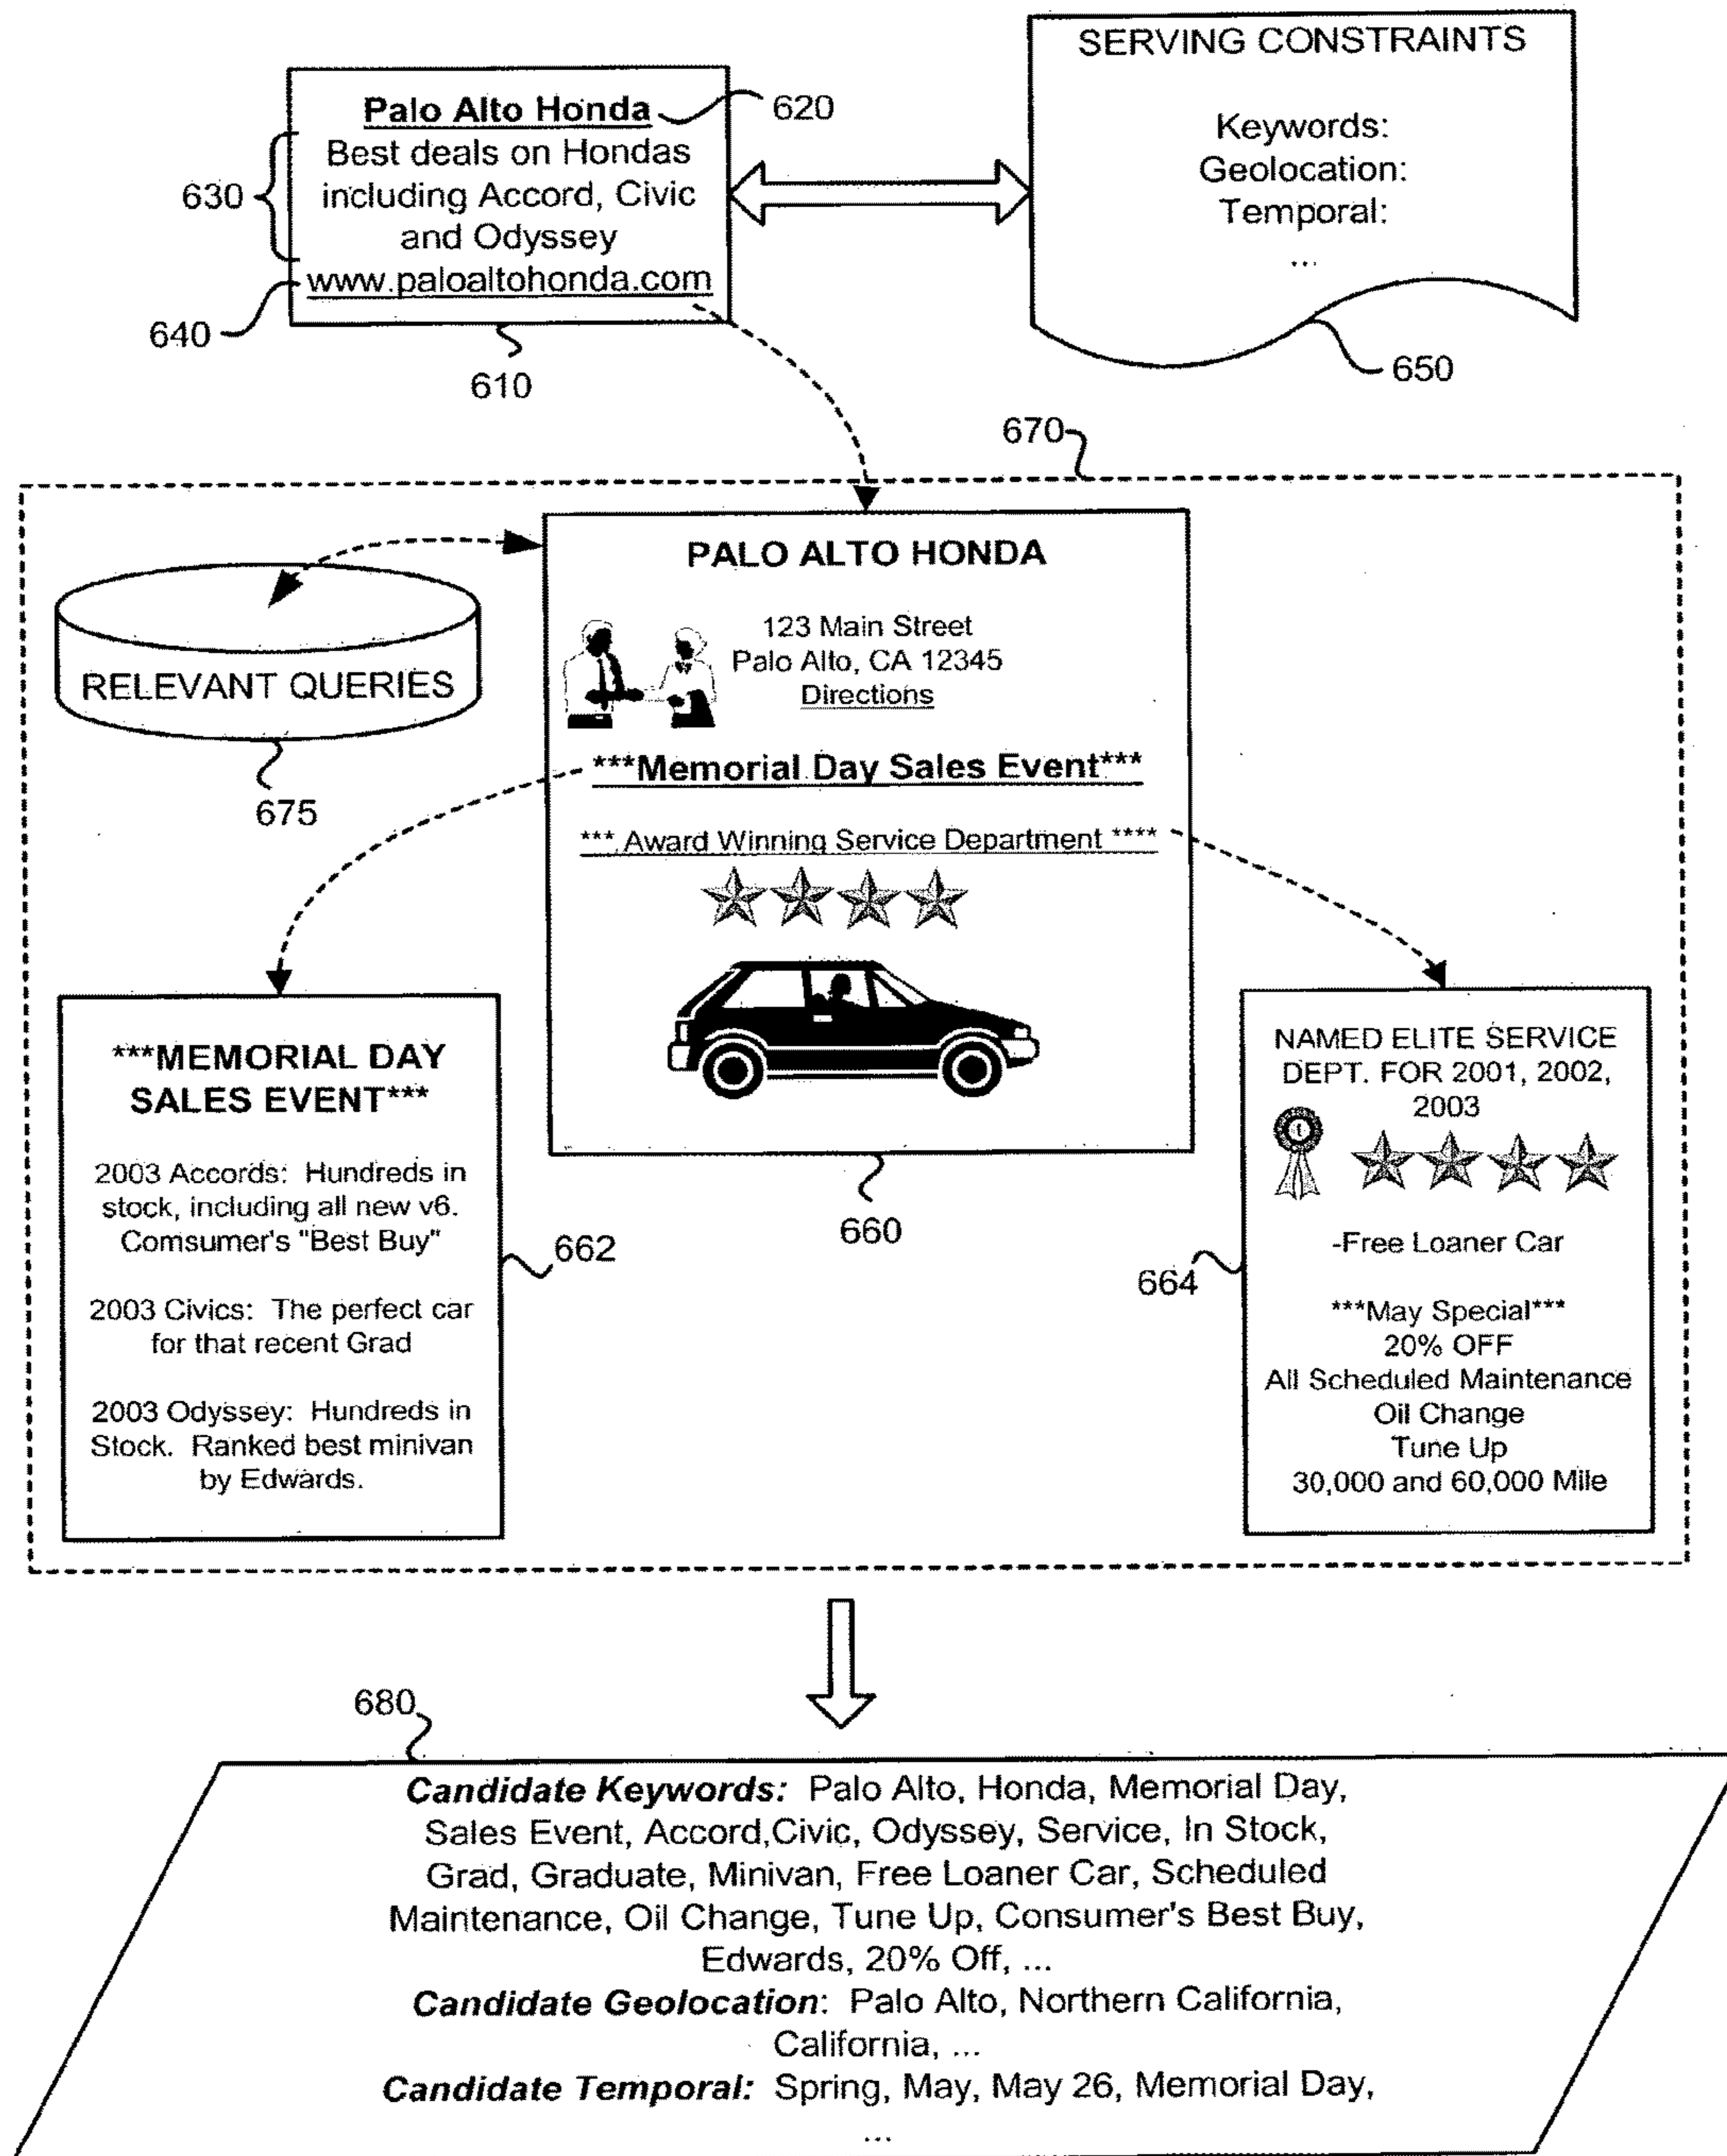 SERVING CONSTRAINTS
Keywords:
Geolocation:
Temporal:
...
650
Palo Alto Honda
620
Best deals on Hondas
including Accord, Civic
and Odyssey
630
www.paloaltohonda.com
640
610
670
RELEVANT QUERIES
675
PALO ALTO HONDA
123 Main Street
Palo Alto, CA 12345
Directions
***Memorial Day Sales Event***
*** Award Winning Service Department ****
660
***MEMORIAL DAY
SALES EVENT***
2003 Accords: Hundreds in
stock, including all new v6.
Comsumer's "Best Buy"
2003 Civics: The perfect car
for that recent Grad
2003 Odyssey: Hundreds in
Stock. Ranked best minivan
by Edwards.
662
NAMED ELITE SERVICE
DEPT. FOR 2001, 2002,
2003
1
-Free Loaner Car
***May Special***
20% OFF
All Scheduled Maintenance
Oil Change
Tune Up
30,000 and 60,000 Mile
664
680
Candidate Keywords: Palo Alto, Honda, Memorial Day,
Sales Event, Accord,Civic, Odyssey, Service, In Stock,
Grad, Graduate, Minivan, Free Loaner Car, Scheduled
Maintenance, Oil Change, Tune Up, Consumer's Best Buy,
Edwards, 20% Off, ...
Candidate Geolocation: Palo Alto, Northern California,
California, ...
Candidate Temporal: Spring, May, May 26, Memorial Day,
...